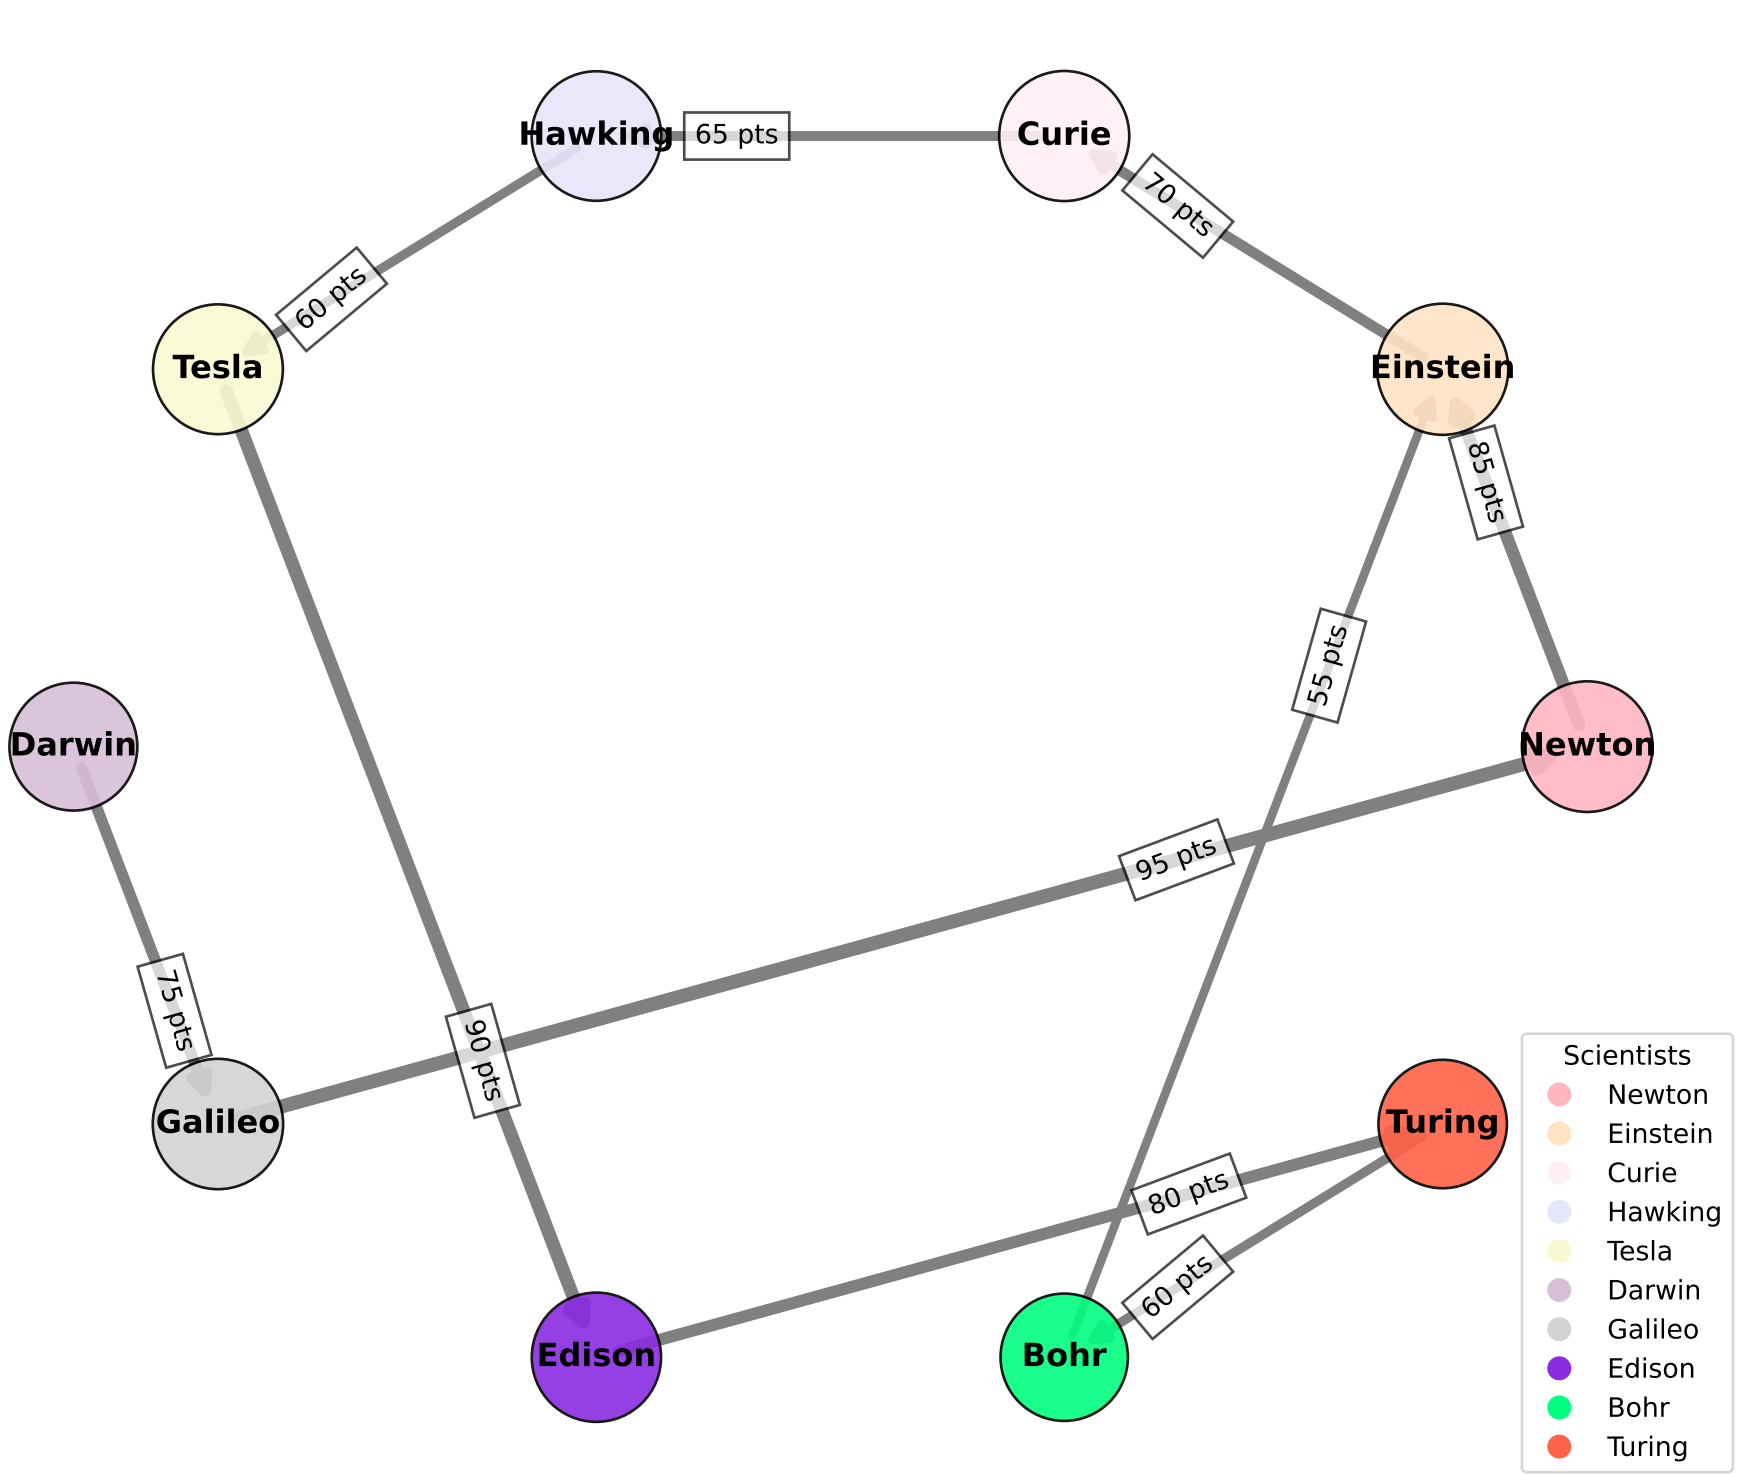 Hawking
65 pts
Curie
70 pts
60 pts
Tesla
Einstein
85 pts
55 pts
Darwin
Newton
95 pts
75 pts
90 pts
Galileo
Turing
80 pts
60 pts
Edison
Bohr
Scientists
Newton
Einstein
Curie
Hawking
Tesla
Darwin
Galileo
Edison
Bohr
Turing